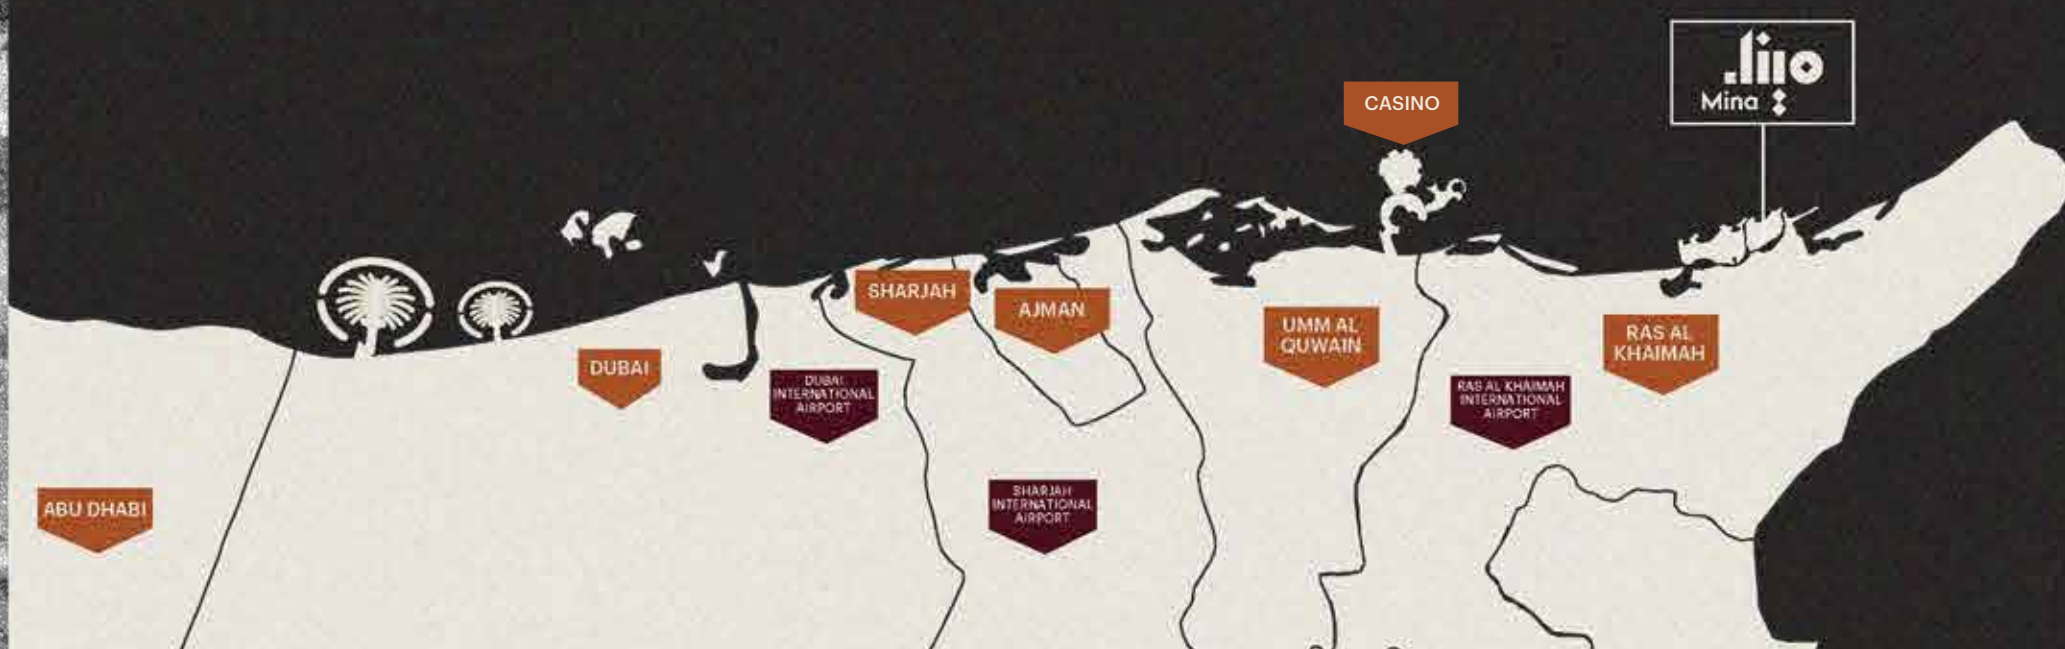 مينا
Mina
CASINO
SHARJAH
AJMAN
UMM AL
QUWAIN
RAS AL
KHAIMAH
DUBAI
DUBAI
INTERNATIONAL
AIRPORT
RAS AL KHAIMAH
INTERNATIONAL
AIRPORT
ABU DHABI
SHARJAH
INTERNATIONAL
AIRPORT